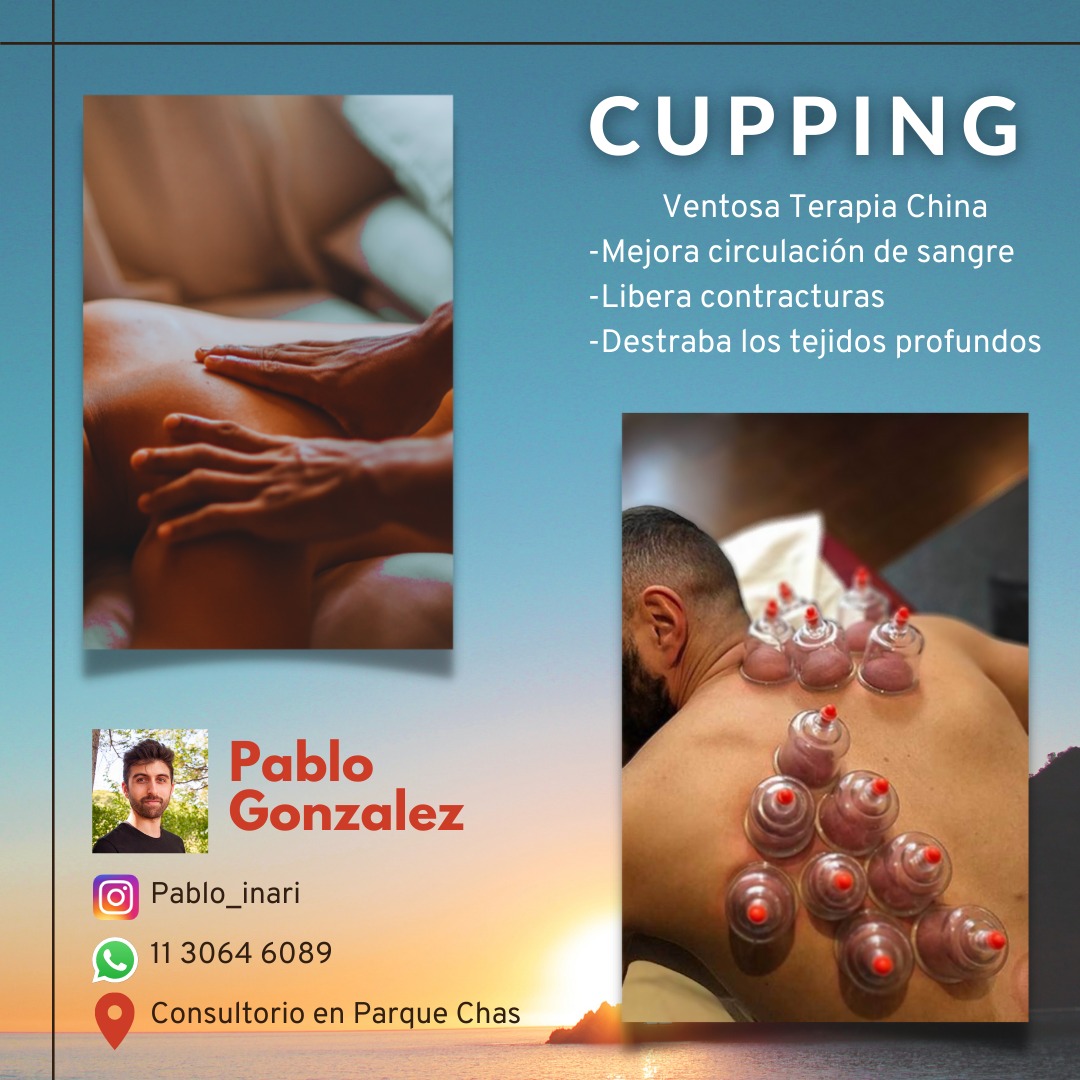 CUPPING
Ventosa Terapia China
-Mejora circulación de sangre
-Libera contracturas
-Destraba los tejidos profundos
Pablo
Gonzalez
Pablo_inari
11 3064 6089
Consultorio en Parque Chas